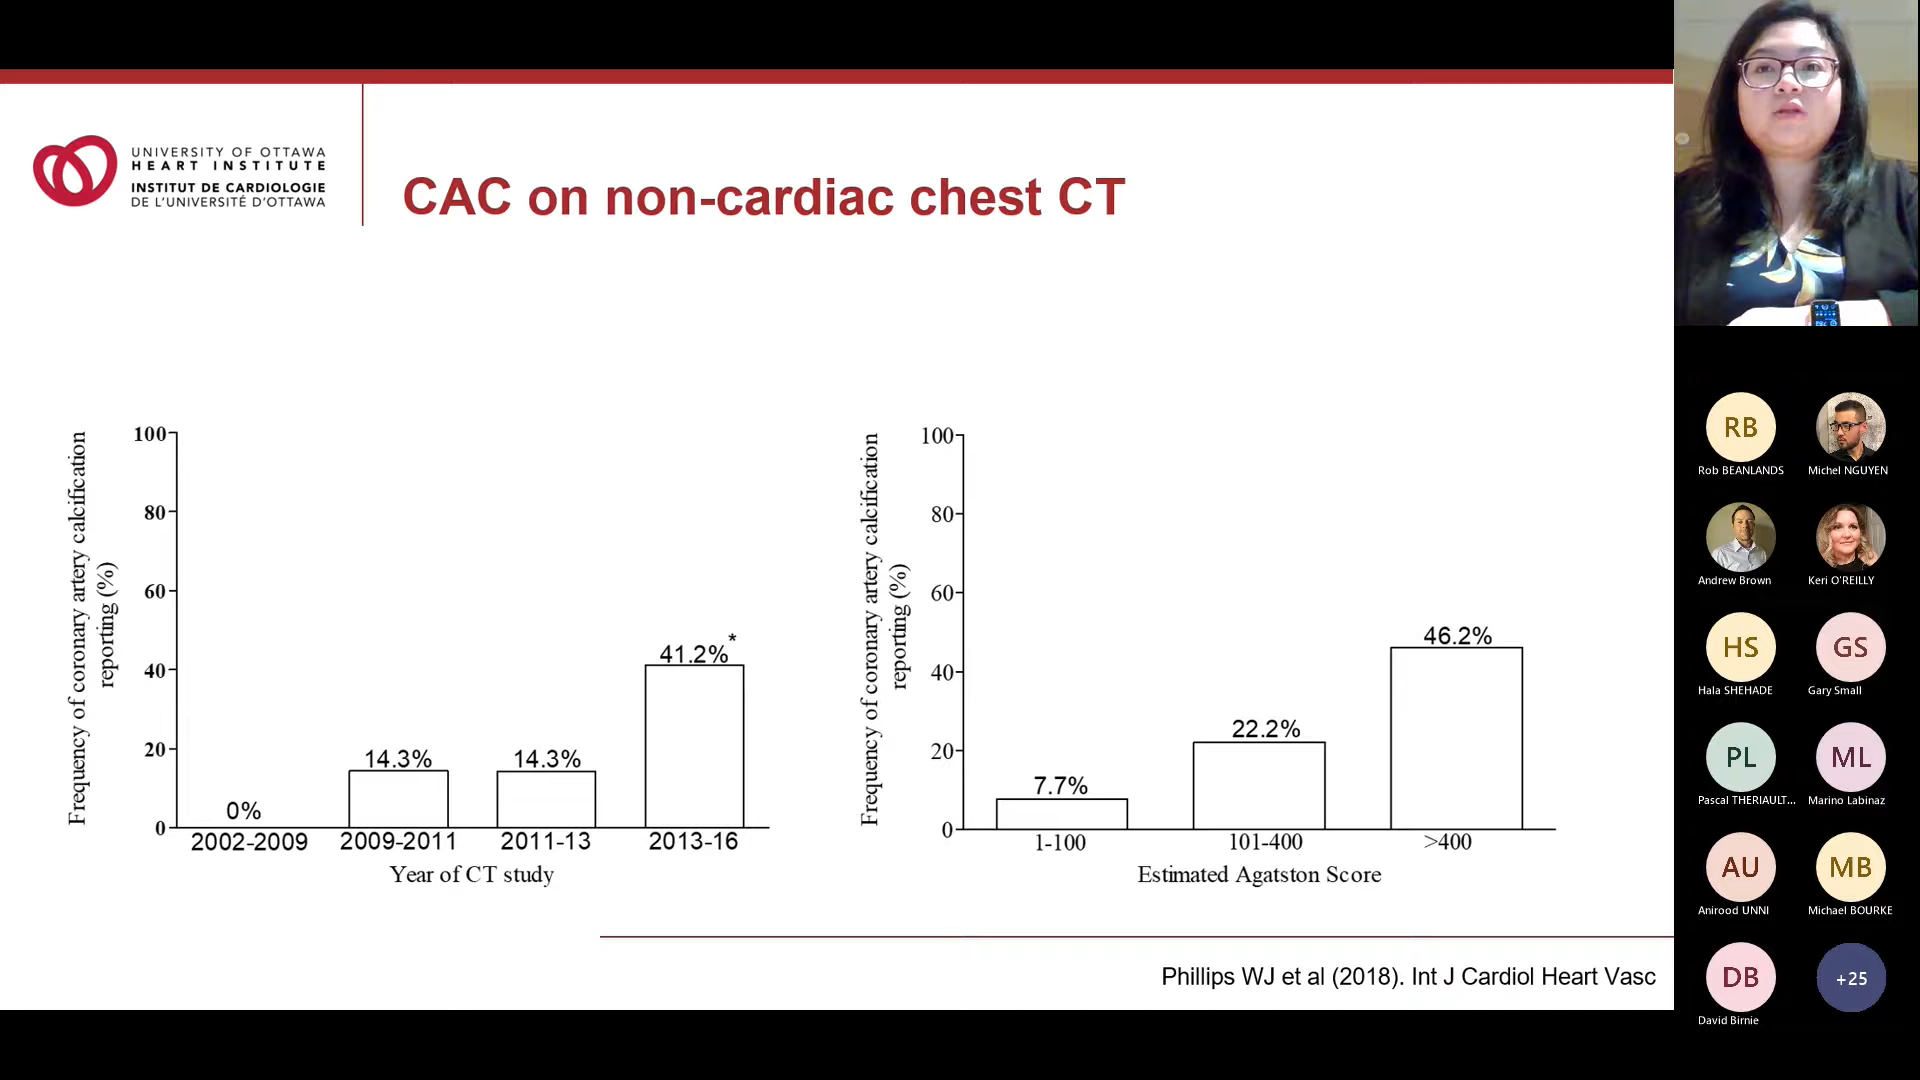 UNIVERSITY OF OTTAWA
HEART INSTITUTE
INSTITUT DE CARDIOLOGIE
DE L'UNIVERSITÉ D'OTTAWA
CAC on non-cardiac chest CT
Frequency of coronary artery calcification
reporting (%)
100
80
60
40
20
0
0%
14.3%
14.3%
41.2%*
2002-2009
2009-2011
2011-13
2013-16
Year of CT study
Frequency of coronary artery calcification
reporting (%)
100
80
60
40
20
0
7.7%
22.2%
46.2%
1-100
101-400
>400
Estimated Agatston Score
Phillips WJ et al (2018). Int J Cardiol Heart Vasc
RB
Rob BEANLANDS
Michel NGUYEN
Andrew Brown
Keri O'REILLY
HS
GS
Hala SHEHADE
Gary Small
PL
ML
Pascal THERIAULT...
Marino Labinaz
AU
MB
Anirood UNNI
Michael BOURKE
DB
+25
David Birnie